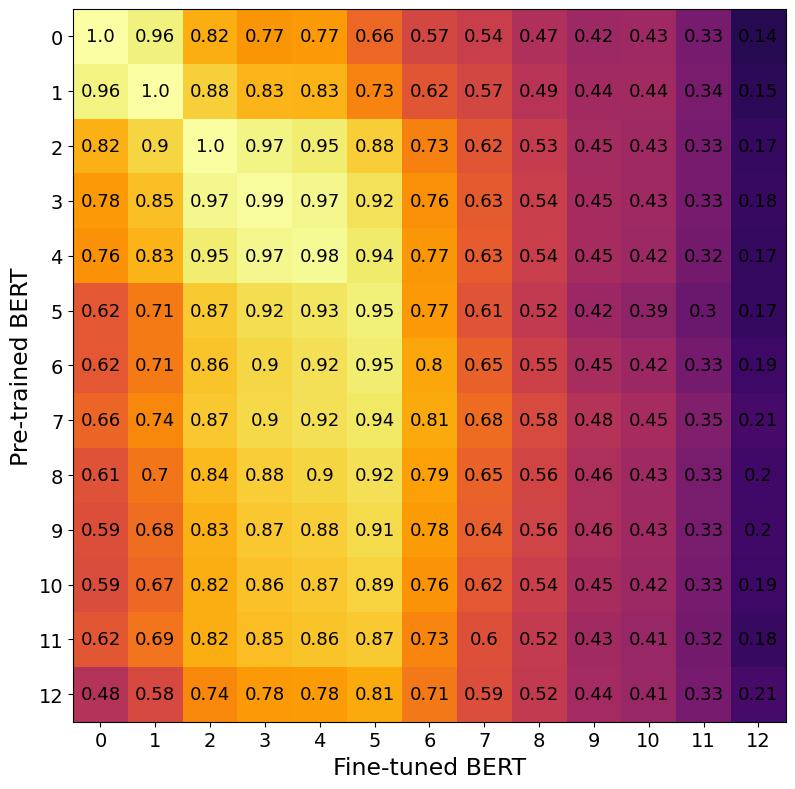 0 1.0 0.96 0.82 0.77 0.77 0.66 0.57 0.54 0.47 0.42 0.43 0.33 0.14
1 0.96 1.0 0.88 0.83 0.83 0.73 0.62 0.57 0.49 0.44 0.44 0.34 0.15
2 0.82 0.9 1.0 0.97 0.95 0.88 0.73 0.62 0.53 0.45 0.43 0.33 0.17
3 0.78 0.85 0.97 0.99 0.97 0.92 0.76 0.63 0.54 0.45 0.43 0.33 0.18
4 0.76 0.83 0.95 0.97 0.98 0.94 0.77 0.63 0.54 0.45 0.42 0.32 0.17
5 0.62 0.71 0.87 0.92 0.93 0.95 0.77 0.61 0.52 0.42 0.39 0.3 0.17
6 0.62 0.71 0.86 0.9 0.92 0.95 0.8 0.65 0.55 0.45 0.42 0.33 0.19
7 0.66 0.74 0.87 0.9 0.92 0.94 0.81 0.68 0.58 0.48 0.45 0.35 0.21
8 0.61 0.7 0.84 0.88 0.9 0.92 0.79 0.65 0.56 0.46 0.43 0.33 0.2
9 0.59 0.68 0.83 0.87 0.88 0.91 0.78 0.64 0.56 0.46 0.43 0.33 0.2
10 0.59 0.67 0.82 0.86 0.87 0.89 0.76 0.62 0.54 0.45 0.42 0.33 0.19
11 0.62 0.69 0.82 0.85 0.86 0.87 0.73 0.6 0.52 0.43 0.41 0.32 0.18
12 0.48 0.58 0.74 0.78 0.78 0.81 0.71 0.59 0.52 0.44 0.41 0.33 0.21
0 1 2 3 4 5 6 7 8 9 10 11 12
Fine-tuned BERT
Pre-trained BERT